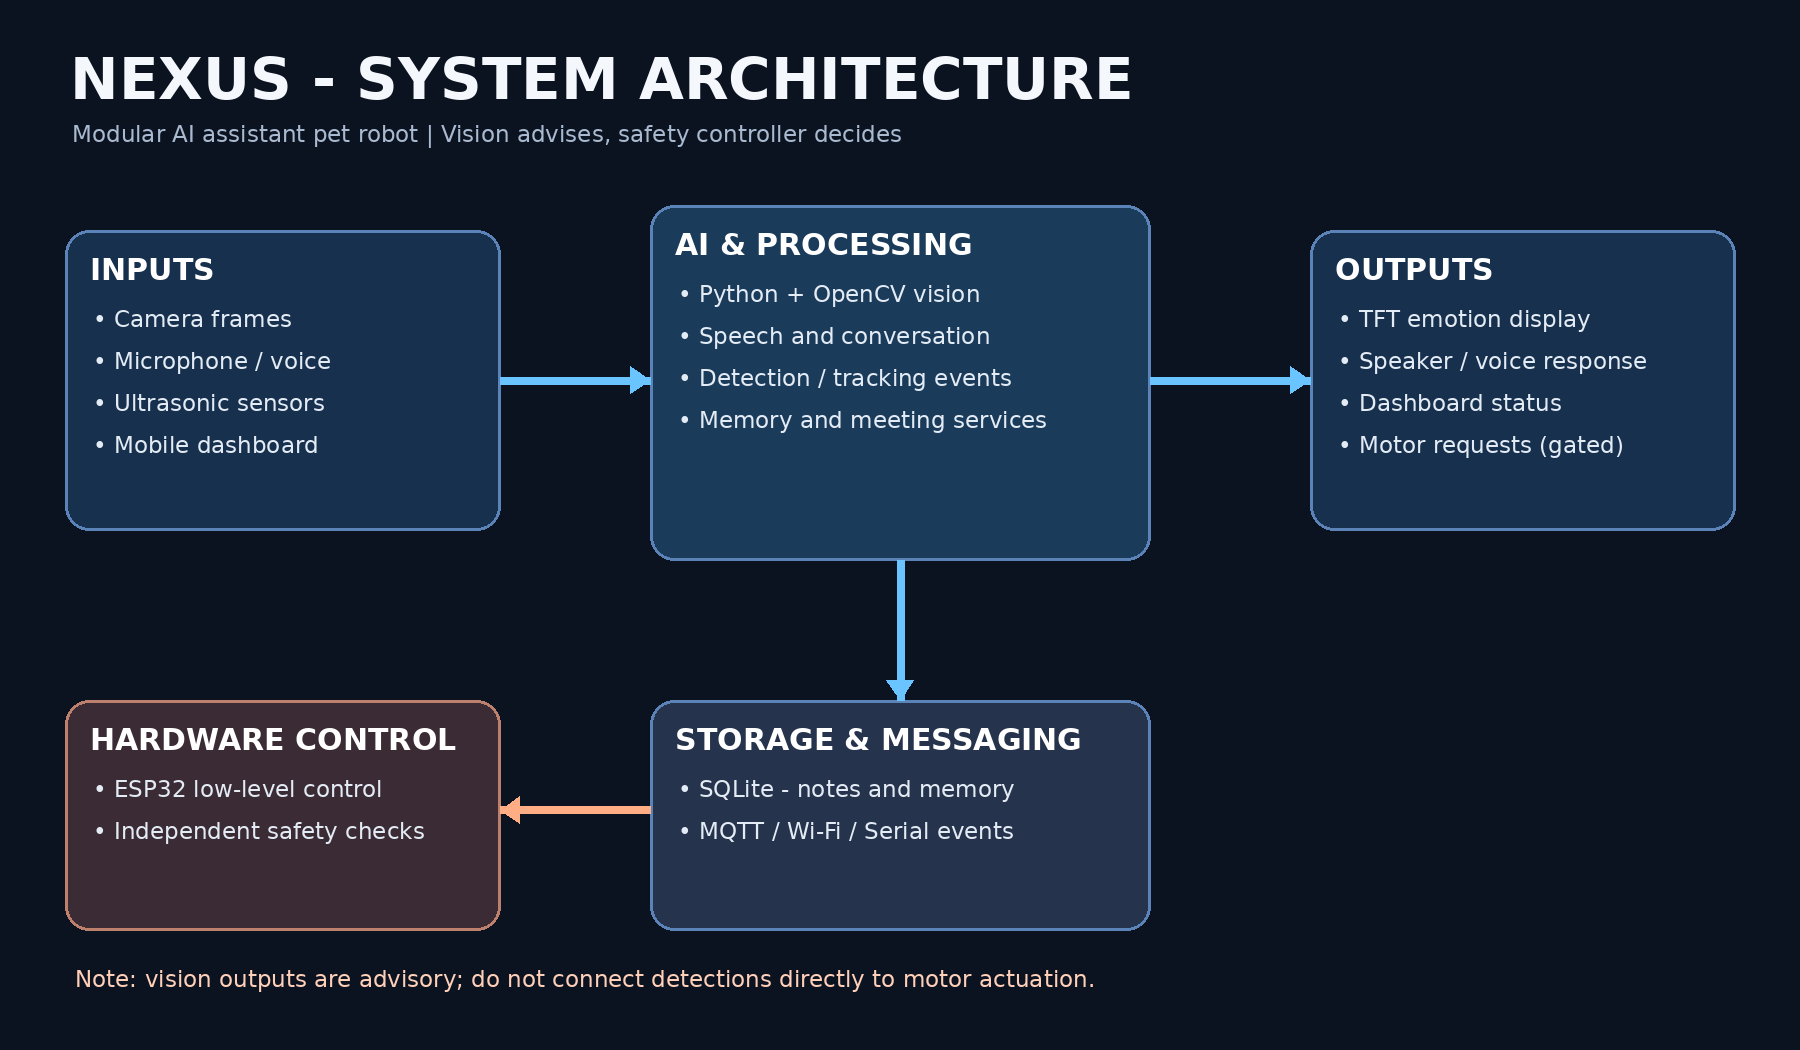 NEXUS - SYSTEM ARCHITECTURE
Modular AI assistant pet robot | Vision advises, safety controller decides
INPUTS
• Camera frames
• Microphone / voice
• Ultrasonic sensors
• Mobile dashboard
AI & PROCESSING
• Python + OpenCV vision
• Speech and conversation
• Detection / tracking events
• Memory and meeting services
OUTPUTS
• TFT emotion display
• Speaker / voice response
• Dashboard status
• Motor requests (gated)
HARDWARE CONTROL
• ESP32 low-level control
• Independent safety checks
STORAGE & MESSAGING
• SQLite - notes and memory
• MQTT / Wi-Fi / Serial events
Note: vision outputs are advisory; do not connect detections directly to motor actuation.